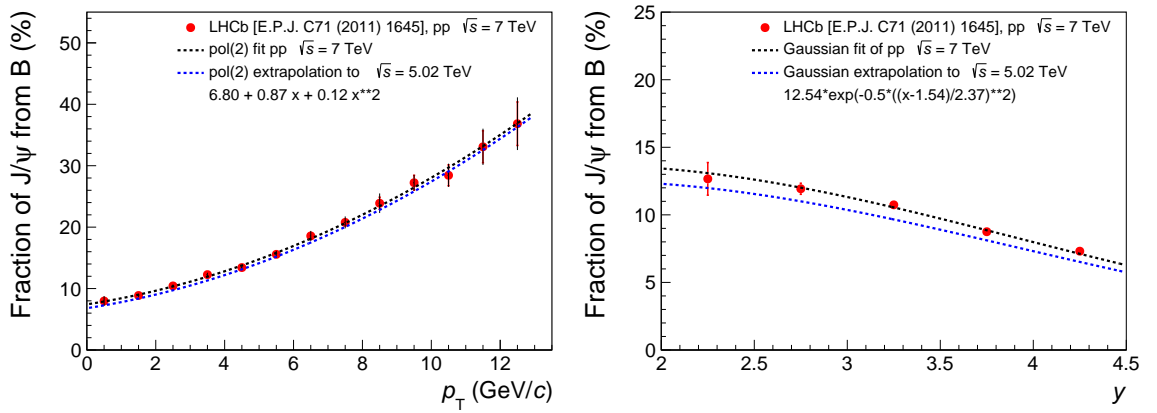 Fraction of J/ψ from B (%)
50
40
30
20
10
0
LHCb [E.P.J. C71 (2011) 1645], pp √s = 7 TeV
pol(2) fit pp √s = 7 TeV
pol(2) extrapolation to √s = 5.02 TeV
6.80 + 0.87 x + 0.12 x**2
0 2 4 6 8 10 12
p_T (GeV/c)
Fraction of J/ψ from B (%)
25
20
15
10
5
0
LHCb [E.P.J. C71 (2011) 1645], pp √s = 7 TeV
Gaussian fit of pp √s = 7 TeV
Gaussian extrapolation to √s = 5.02 TeV
12.54*exp(-0.5*((x-1.54)/2.37)**2)
2 2.5 3 3.5 4 4.5
y